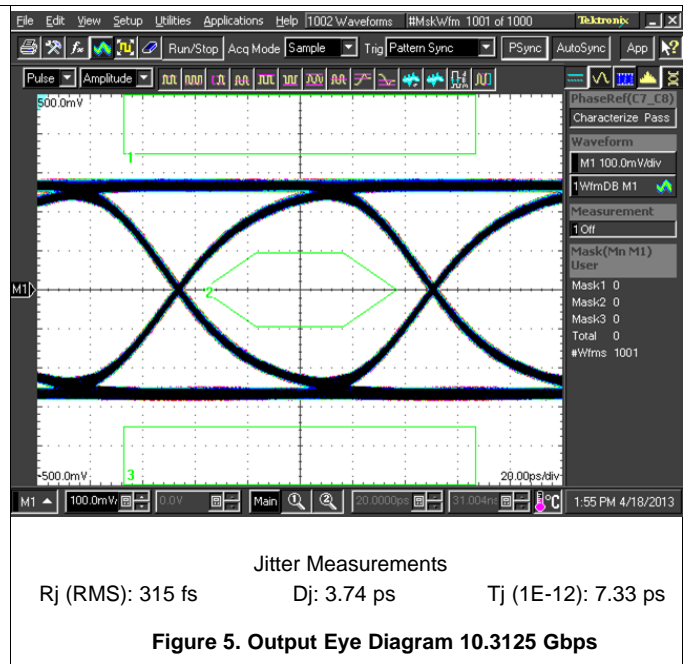 File Edit View Setup Utilities Applications Help 1002 Waveforms #MskWfm 1001 of 1000 Tektronix
Run/Stop Acq Mode Sample Trig Pattern Sync PSync AutoSync App
Pulse Amplitude
500.0mV
1
2
3
M1
-500.0mV
20.00ps/div
PhaseRef(C7_C8)
Characterize Pass
Waveform
M1 100.0mV/div
1 WfmDB M1
Measurement
1 Off
Mask(Mn M1)
User
Mask1 0
Mask2 0
Mask3 0
Total 0
#Wfms 1001
M1 100.0mV/ 0.0V Main 1 2 20.0000ps 31.004ns °C 1:55 PM 4/18/2013
Jitter Measurements
Rj (RMS): 315 fs Dj: 3.74 ps Tj (1E-12): 7.33 ps
Figure 5. Output Eye Diagram 10.3125 Gbps